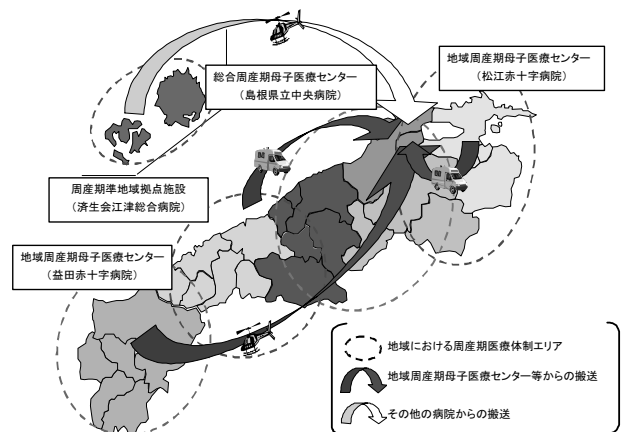 地域周産期母子医療センター
（松江赤十字病院）
総合周産期母子医療センター
（島根県立中央病院）
周産期準地域拠点施設
（済生会江津総合病院）
地域周産期母子医療センター
（益田赤十字病院）
地域における周産期医療体制エリア
地域周産期母子医療センター等からの搬送
その他の病院からの搬送